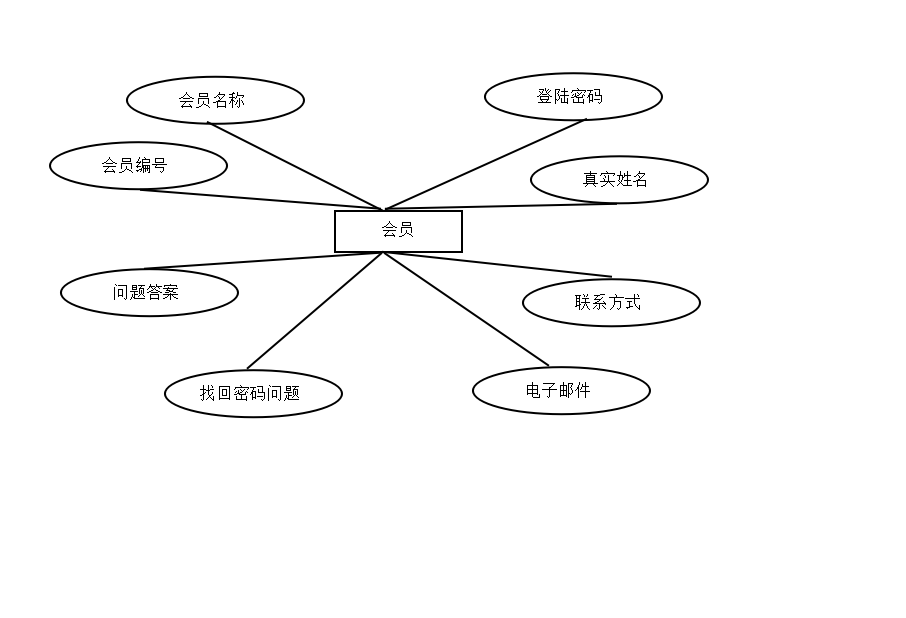 会员名称
登陆密码
会员编号
真实姓名
会员
问题答案
联系方式
找回密码问题
电子邮件